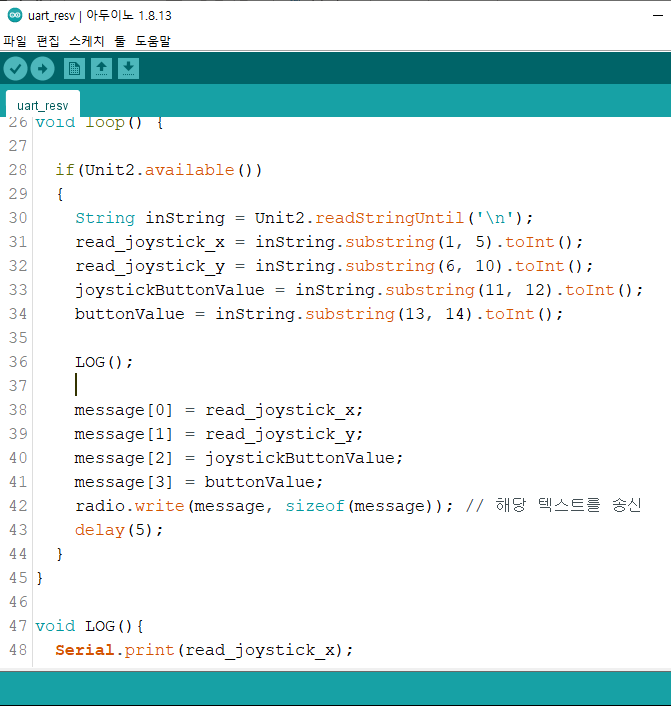 uart_resv | 아두이노 1.8.13
파일 편집 스케치 툴 도움말
uart_resv
26 void loop() {
27
28   if(Unit2.available())
29   {
30     String inString = Unit2.readStringUntil('\n');
31     read_joystick_x = inString.substring(1, 5).toInt();
32     read_joystick_y = inString.substring(6, 10).toInt();
33     joystickButtonValue = inString.substring(11, 12).toInt();
34     buttonValue = inString.substring(13, 14).toInt();
35
36     LOG();
37
38     message[0] = read_joystick_x;
39     message[1] = read_joystick_y;
40     message[2] = joystickButtonValue;
41     message[3] = buttonValue;
42     radio.write(message, sizeof(message)); // 해당 텍스트를 송신
43     delay(5);
44   }
45 }
46
47 void LOG(){
48   Serial.print(read_joystick_x);